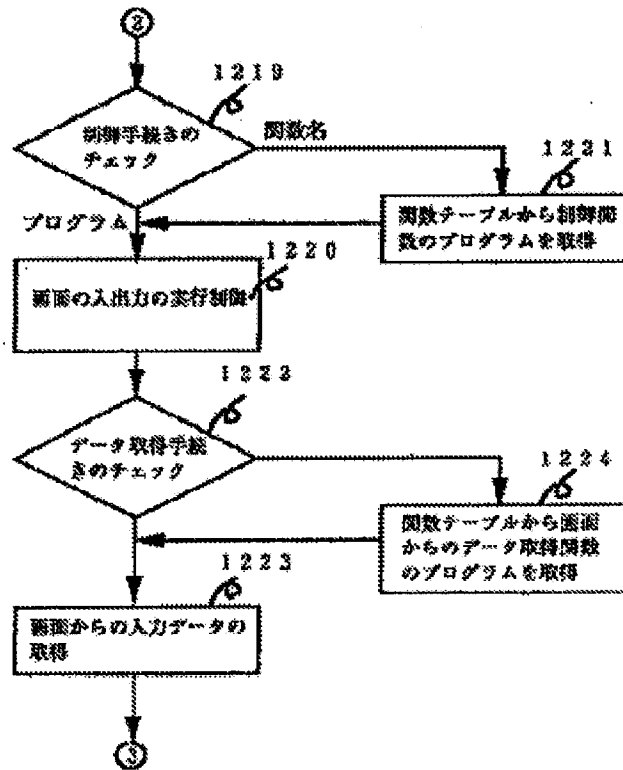 ②
1219
制御手続きの
チェック
関数名
1221
関数テーブルから制御関
数のプログラムを取得
プログラム
1220
画面の入出力の実行制御
1222
データ取得手続
きのチェック
1224
関数テーブルから画面
からのデータ取得関数
のプログラムを取得
1223
画面からの入力データの
取得
③